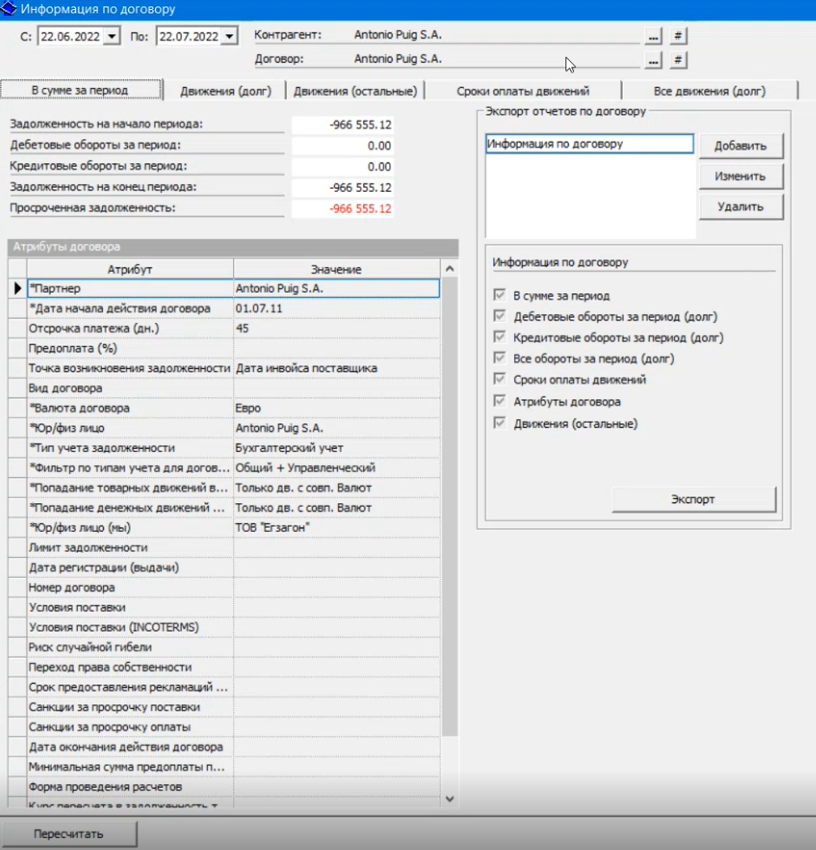 Информация по договору
С: 22.06.2022 По: 22.07.2022 Контрагент: Antonio Puig S.A. ... #
Договор: Antonio Puig S.A. ... #
В сумме за период Движения (долг) Движения (остальные) Сроки оплаты движений Все движения (долг)
Задолженность на начало периода: -966 555.12
Дебетовые обороты за период: 0.00
Кредитовые обороты за период: 0.00
Задолженность на конец периода: -966 555.12
Просроченная задолженность: -966 555.12
Экспорт отчетов по договору
Информация по договору Добавить
Изменить
Удалить
Информация по договору
В сумме за период
Дебетовые обороты за период (долг)
Кредитовые обороты за период (долг)
Все обороты за период (долг)
Сроки оплаты движений
Атрибуты договора
Движения (остальные)
Экспорт
Атрибуты договора
Атрибут Значение
*Партнер Antonio Puig S.A.
*Дата начала действия договора 01.07.11
Отсрочка платежа (дн.) 45
Предоплата (%)
Точка возникновения задолженности Дата инвойса поставщика
Вид договора
*Валюта договора Евро
*Юр/физ лицо Antonio Puig S.A.
*Тип учета задолженности Бухгалтерский учет
*Фильтр по типам учета для догов... Общий + Управленческий
*Попадание товарных движений в... Только дв. с совп. Валют
*Попадание денежных движений ... Только дв. с совп. Валют
*Юр/физ лицо (мы) ТОВ "Егзагон"
Лимит задолженности
Дата регистрации (выдачи)
Номер договора
Условия поставки
Условия поставки (INCOTERMS)
Риск случайной гибели
Переход права собственности
Срок предоставления рекламаций ...
Санкции за просрочку поставки
Санкции за просрочку оплаты
Дата окончания действия договора
Минимальная сумма предоплаты п...
Форма проведения расчетов
Курс пересчета в задолженность т
Пересчитать